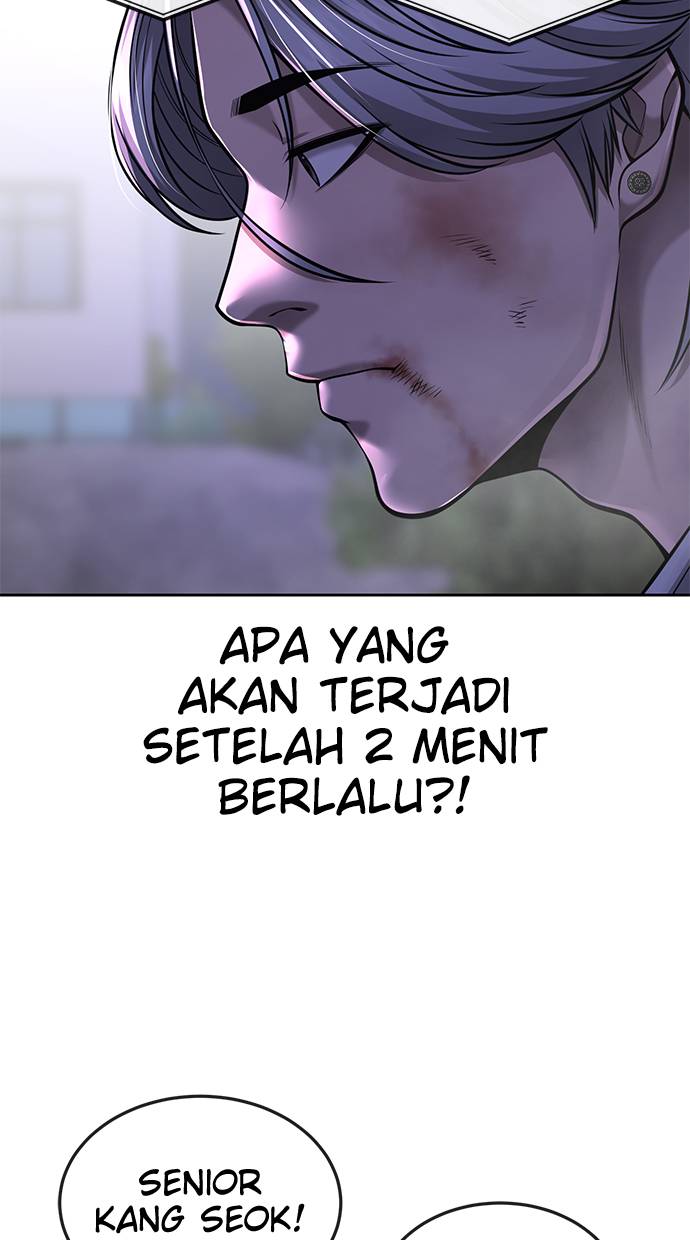 APA YANG
AKAN TERJADI
SETELAH 2 MENIT
BERLALU?!
SENIOR
KANG SEOK!